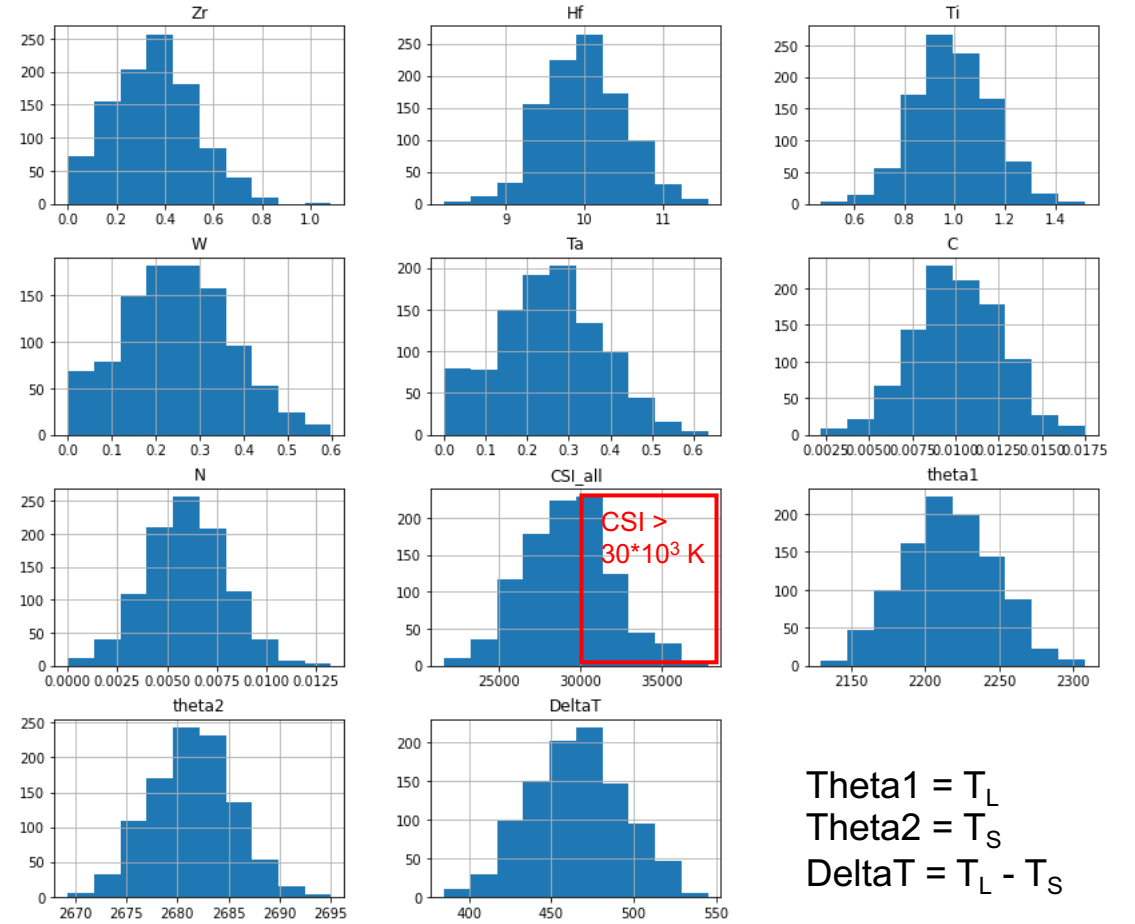 Zr
250
200
150
100
50
0
0.0 0.2 0.4 0.6 0.8 1.0
Hf
250
200
150
100
50
0
9 10 11
Ti
250
200
150
100
50
0
0.6 0.8 1.0 1.2 1.4
W
150
100
50
0
0.0 0.1 0.2 0.3 0.4 0.5 0.6
Ta
200
150
100
50
0
0.0 0.1 0.2 0.3 0.4 0.5 0.6
C
200
150
100
50
0
0.0025 0.0050 0.0075 0.0100 0.0125 0.0150 0.0175
N
250
200
150
100
50
0
0.0000 0.0025 0.0050 0.0075 0.0100 0.0125
CSI_all
200
150
100
50
0
CSI >
30*10³ K
25000 30000 35000
theta1
200
150
100
50
0
2150 2200 2250 2300
theta2
250
200
150
100
50
0
2670 2675 2680 2685 2690 2695
DeltaT
200
150
100
50
0
400 450 500 550
Theta1 = T_L
Theta2 = T_S
DeltaT = T_L - T_S